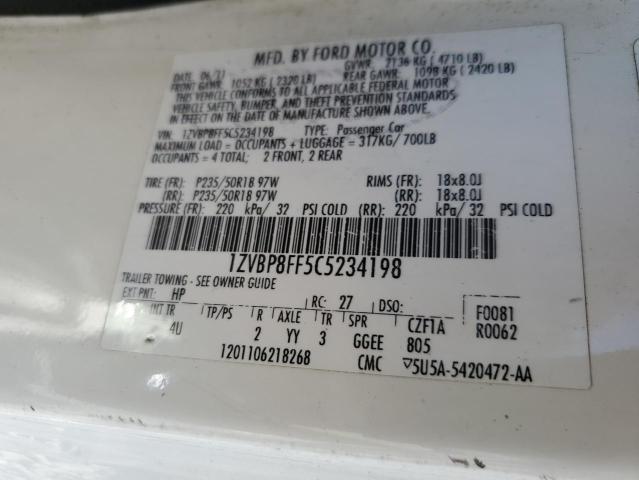 MFD. BY FORD MOTOR CO.
DATE: 06/11 GVWR: 2136 KG ( 4710 LB)
FRONT GAWR: 1052 KG ( 2320 LB) REAR GAWR: 1098 KG ( 2420 LB)
THIS VEHICLE CONFORMS TO ALL APPLICABLE FEDERAL MOTOR
VEHICLE SAFETY, BUMPER, AND THEFT PREVENTION STANDARDS
IN EFFECT ON THE DATE OF MANUFACTURE SHOWN ABOVE.
VIN: 1ZVBP8FF5C5234198 TYPE: Passenger Car
MAXIMUM LOAD = OCCUPANTS + LUGGAGE = 317KG/700LB
OCCUPANTS = 4 TOTAL; 2 FRONT, 2 REAR
TIRE (FR): P235/50R18 97W RIMS (FR): 18x8.0J
(RR): P235/50R18 97W (RR): 18x8.0J
PRESSURE (FR): 220 kPa/ 32 PSI COLD (RR): 220 kPa/ 32 PSI COLD
1ZVBP8FF5C5234198
TRAILER TOWING - SEE OWNER GUIDE
EXT PNT: HP RC: 27 DSO: F0081
INT TR TP/PS R AXLE TR SPR CZF1A R0062
4U 2 YY 3 GGEE 805
1201106218268 CMC ▽5U5A-5420472-AA